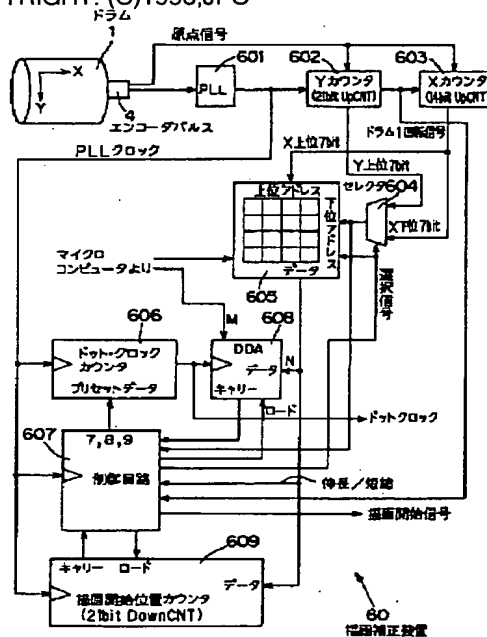 TRIGHT: (C)1998,JPO
ドラム
1
原点信号
X
Y
4
エンコーダパルス
601
PLL
602
Yカウンタ
(21bit UpCNT)
603
Xカウンタ
(14bit UpCNT)
PLLクロック
X上位7bit
ドラム1回転信号
Y上位7bit
セレクタ
604
X下位7bit
上位アドレス
下位アドレス
データ
605
選択信号
マイクロ
コンピュータより
M
606
ドット・クロック
カウンタ
プリセットデータ
608
DDA
データ
N
キャリー
ロード
ドットクロック
607
7,8,9
制御回路
伸長/短縮
描画開始信号
609
キャリー
ロード
データ
描画開始位置カウンタ
(21bit DownCNT)
60
描画補正装置